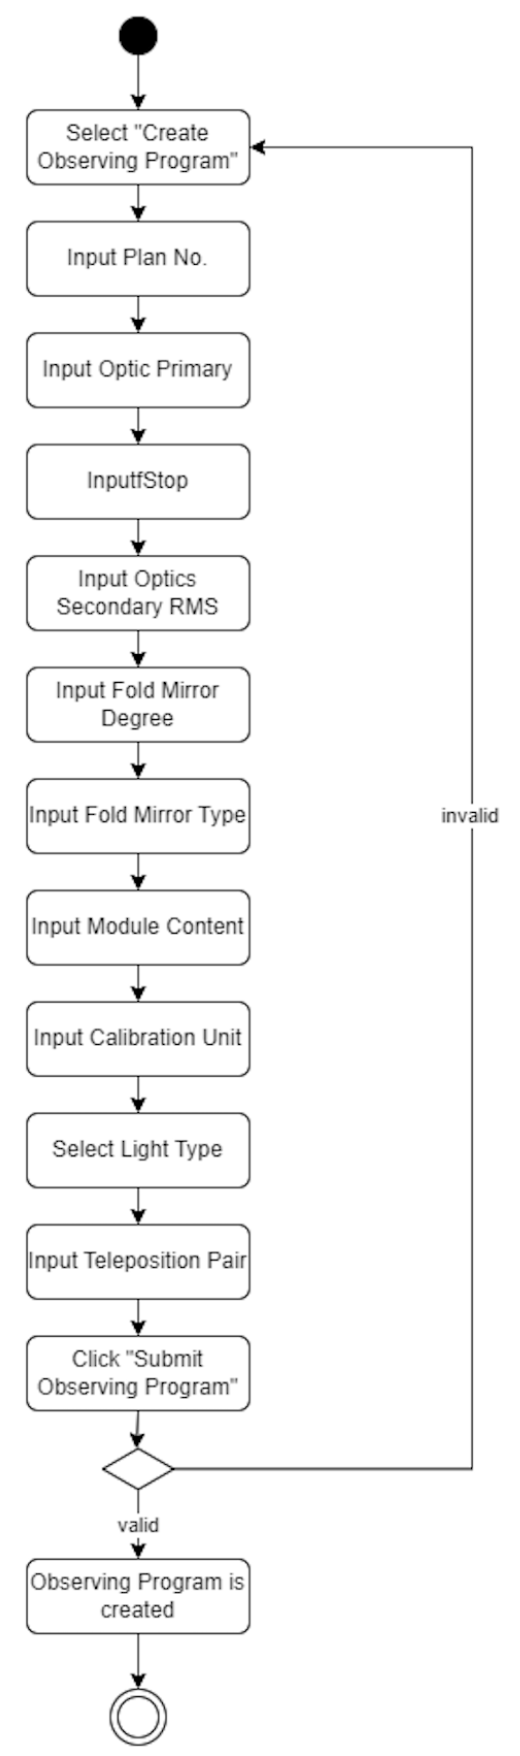 Select "Create
Observing Program"
Input Plan No.
Input Optic Primary
InputfStop
Input Optics
Secondary RMS
Input Fold Mirror
Degree
Input Fold Mirror Type
invalid
Input Module Content
Input Calibration Unit
Select Light Type
Input Teleposition Pair
Click "Submit
Observing Program"
valid
Observing Program is
created